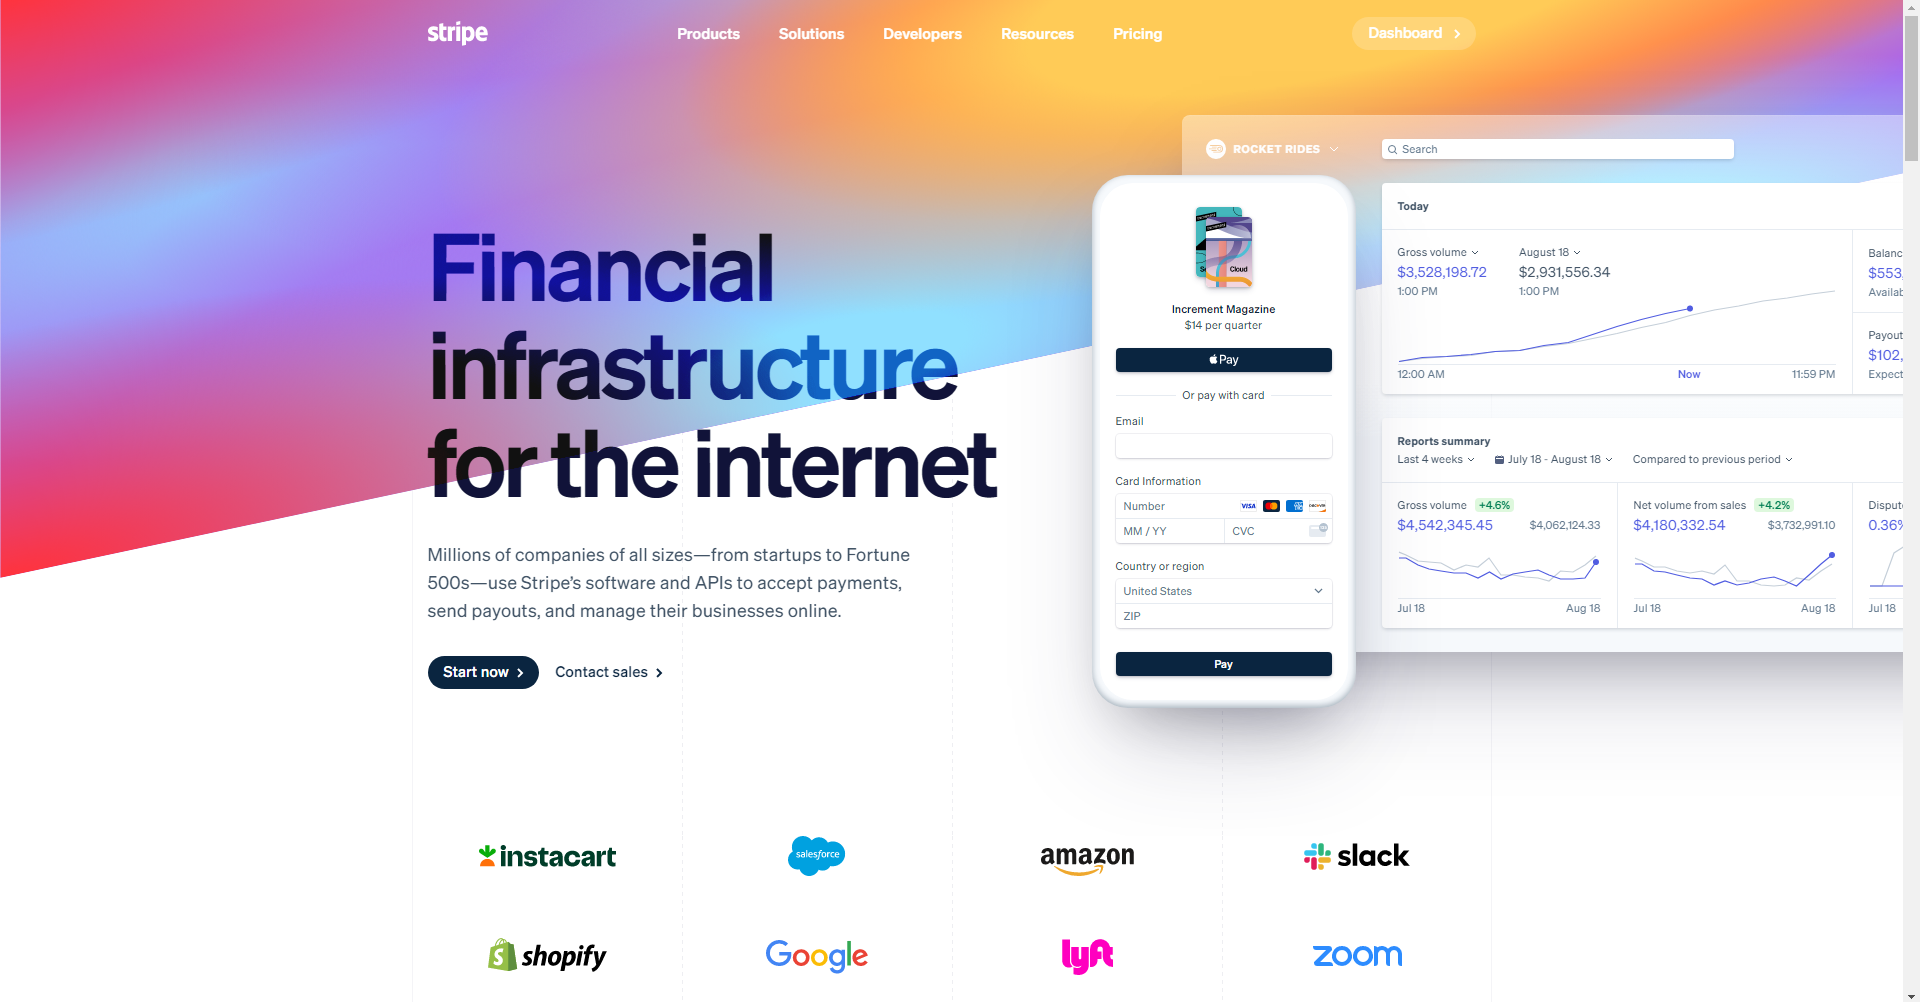 stripe
Products
Solutions
Developers
Resources
Pricing
Dashboard
Financial
infrastructure
for the internet
Millions of companies of all sizes—from startups to Fortune
500s—use Stripe’s software and APIs to accept payments,
send payouts, and manage their businesses online.
Start now
Contact sales
Cloud
Increment Magazine
$14 per quarter
Pay
Or pay with card
Email
Card Information
Number
VISA
MM / YY
CVC
Country or region
United States
ZIP
Pay
ROCKET RIDES
Search
Today
Gross volume
$3,528,198.72
1:00 PM
August 18
$2,931,556.34
1:00 PM
12:00 AM
Now
11:59 PM
Balanc
$553,
Availab
Payout
$102,
Expect
Reports summary
Last 4 weeks
July 18 - August 18
Compared to previous period
Gross volume +4.6%
$4,542,345.45 $4,062,124.33
Jul 18 Aug 18
Net volume from sales +4.2%
$4,180,332.54 $3,732,991.10
Jul 18 Aug 18
Disput
0.36%
Jul 18
instacart
salesforce
amazon
slack
shopify
Google
lyft
zoom